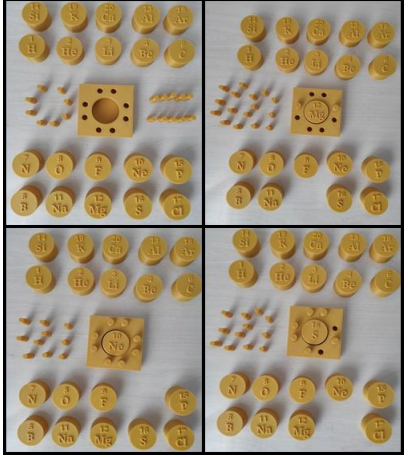 14 19 20 13 18
Si K Ca Al Ar
1 2 3 4 6
H He Li Be C
7 8 9 10 15
N O F Ne P
5 11 12 16 17
B Na Mg S Cl
14 19 20 13 18
Si K Ca Al Ar
1 2 3 4 6
H He Li Be C
12
Mg
7 8 9 10 15
N O F Ne P
5 11 16 17
B Na S Cl
14 19 20 13 18
Si K Ca Al Ar
1 2 3 4 6
H He Li Be C
10
Ne
7 8 9 15
N O F P
5 11 12 16 17
B Na Mg S Cl
14 19 20 13 18
Si K Ca Al Ar
1 2 3 4 6
H He Li Be C
16
S
7 8 9 10 15
N O F Ne P
5 11 12 17
B Na Mg Cl